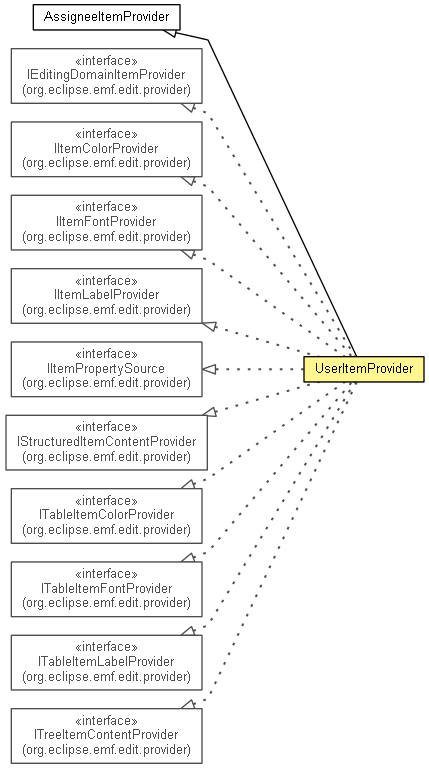 AssigneeItemProvider
«interface»
IEditingDomainItemProvider
(org.eclipse.emf.edit.provider)
«interface»
IItemColorProvider
(org.eclipse.emf.edit.provider)
«interface»
IItemFontProvider
(org.eclipse.emf.edit.provider)
«interface»
IItemLabelProvider
(org.eclipse.emf.edit.provider)
«interface»
IItemPropertySource
(org.eclipse.emf.edit.provider)
UserItemProvider
«interface»
IStructuredItemContentProvider
(org.eclipse.emf.edit.provider)
«interface»
ITableItemColorProvider
(org.eclipse.emf.edit.provider)
«interface»
ITableItemFontProvider
(org.eclipse.emf.edit.provider)
«interface»
ITableItemLabelProvider
(org.eclipse.emf.edit.provider)
«interface»
ITreeItemContentProvider
(org.eclipse.emf.edit.provider)